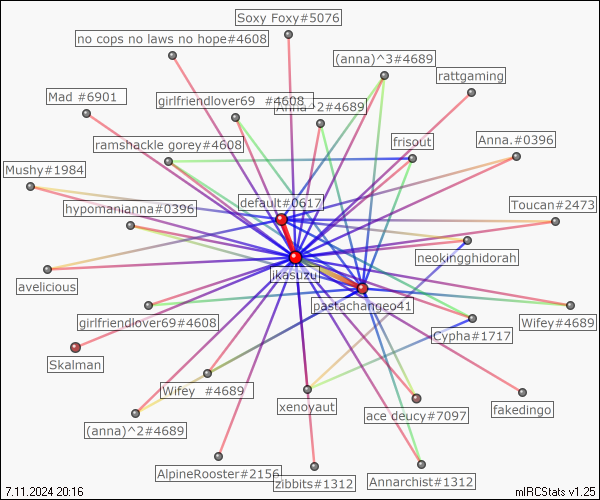 Soxy Foxy#5076
no cops no laws no hope#4608
(anna)^3#4689
rattgaming
Mad #6901
girlfriendlover69 #4608
Anna^2#4689
ramshackle gorey#4608
frisout
Anna.#0396
Mushy#1984
default#0617
hypomanianna#0396
Toucan#2473
neokingghidorah
ikasuzu
avelicious
pastachangeo41
girlfriendlover69#4608
Wifey#4689
Cypha#1717
Skalman
Wifey #4689
xenoyaut
ace deucy#7097
fakedingo
(anna)^2#4689
AlpineRooster#2156
zibbits#1312
Annarchist#1312
7.11.2024 20:16
mIRCStats v1.25